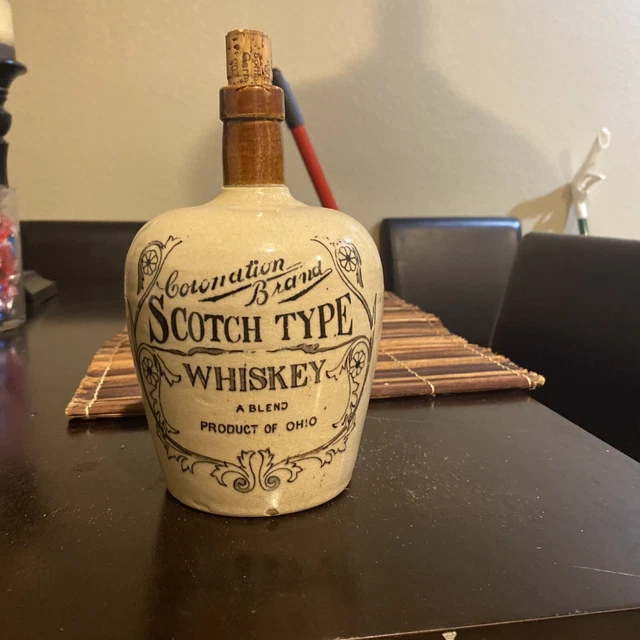 Coronation
Brand
SCOTCH TYPE
WHISKEY
A BLEND
PRODUCT OF OHIO